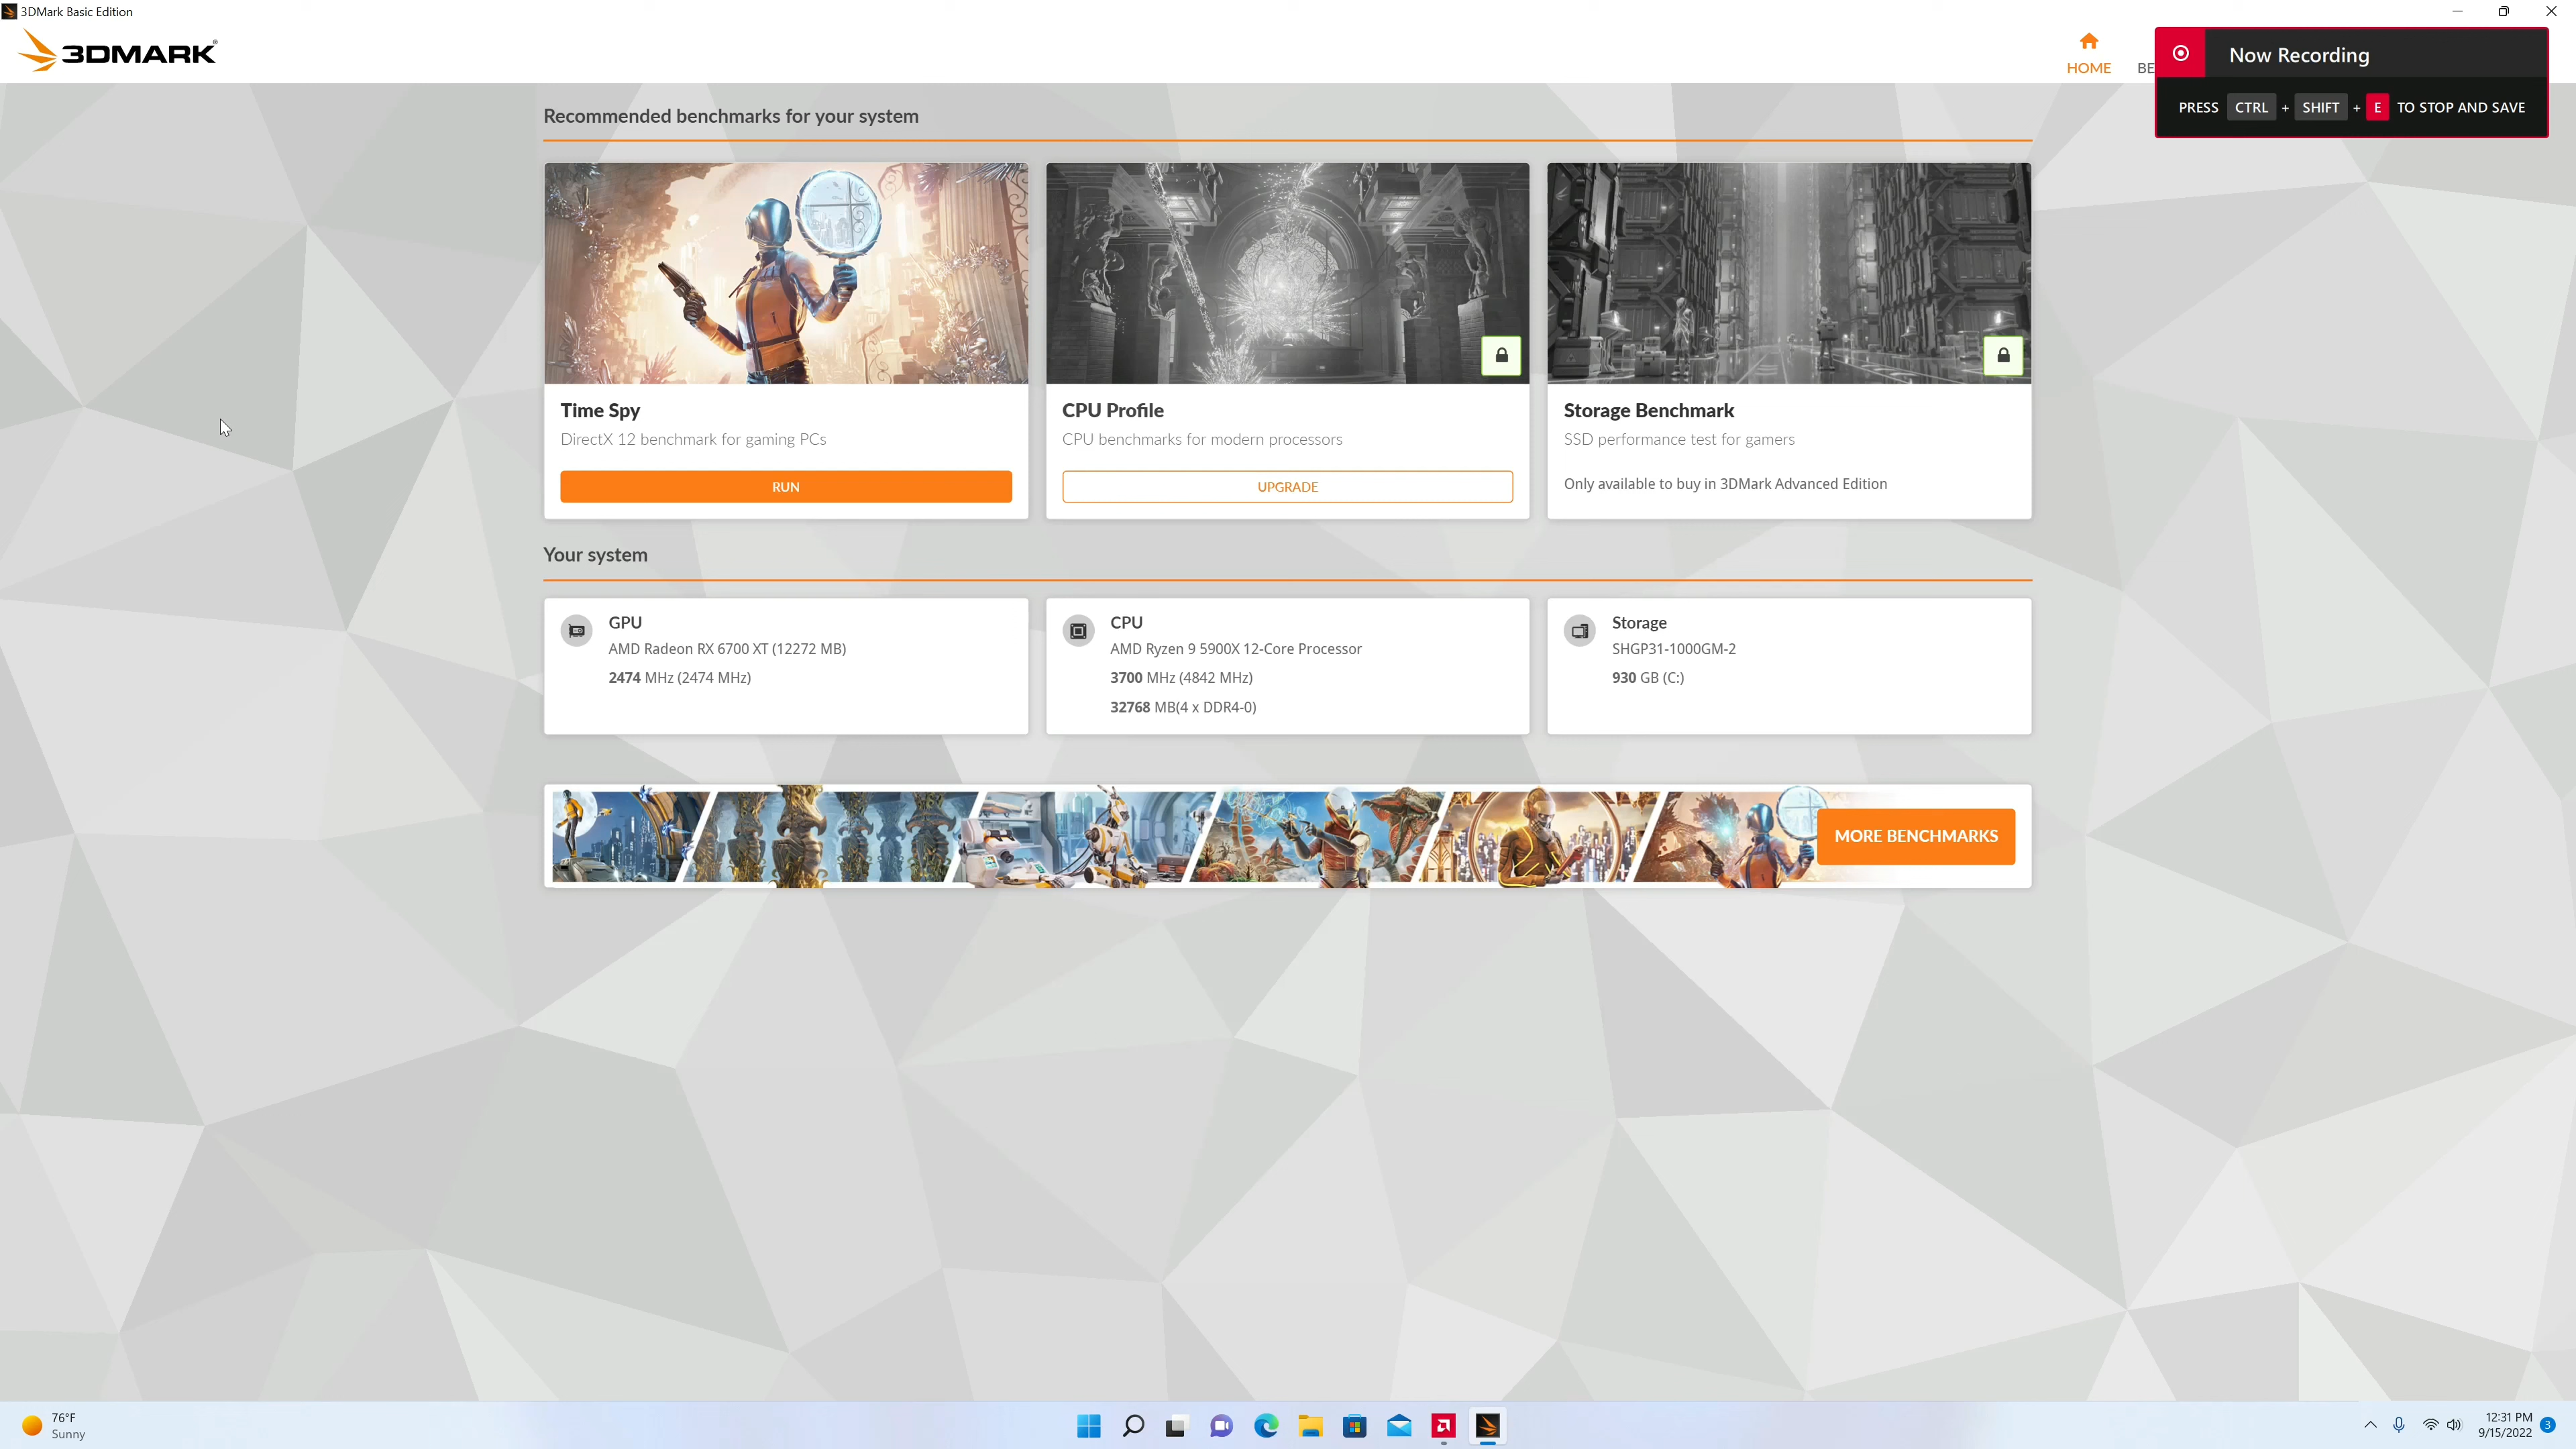 3DMark Basic Edition
3DMARK®
HOME
BE
Now Recording
PRESS CTRL + SHIFT + E TO STOP AND SAVE
Recommended benchmarks for your system
Time Spy
DirectX 12 benchmark for gaming PCs
RUN
CPU Profile
CPU benchmarks for modern processors
UPGRADE
Storage Benchmark
SSD performance test for gamers
Only available to buy in 3DMark Advanced Edition
Your system
GPU
AMD Radeon RX 6700 XT (12272 MB)
2474 MHz (2474 MHz)
CPU
AMD Ryzen 9 5900X 12-Core Processor
3700 MHz (4842 MHz)
32768 MB(4 x DDR4-0)
Storage
SHGP31-1000GM-2
930 GB (C:)
MORE BENCHMARKS
76°F
Sunny
12:31 PM
9/15/2022
3